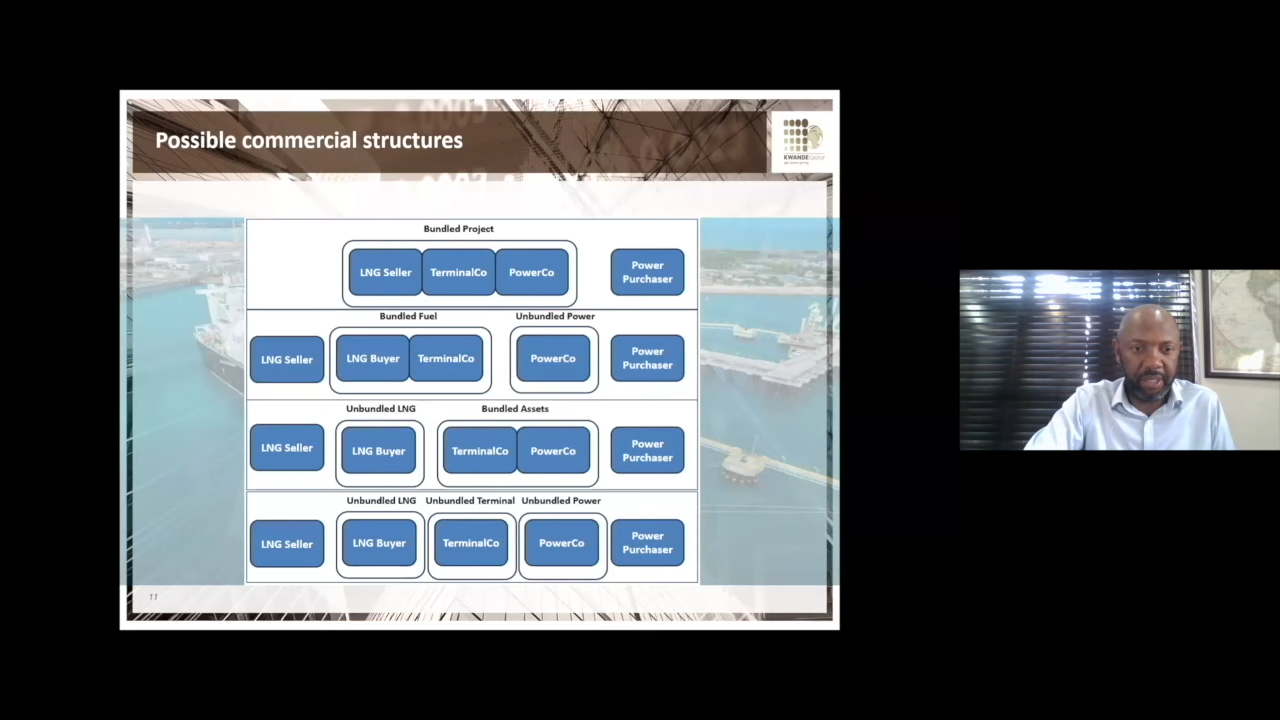 Possible commercial structures
KWANDE
Bundled Project
LNG Seller TerminalCo PowerCo Power
Purchaser
Bundled Fuel Unbundled Power
LNG Seller LNG Buyer TerminalCo PowerCo Power
Purchaser
Unbundled LNG Bundled Assets
LNG Seller LNG Buyer TerminalCo PowerCo Power
Purchaser
Unbundled LNG Unbundled Terminal Unbundled Power
LNG Seller LNG Buyer TerminalCo PowerCo Power
Purchaser
11